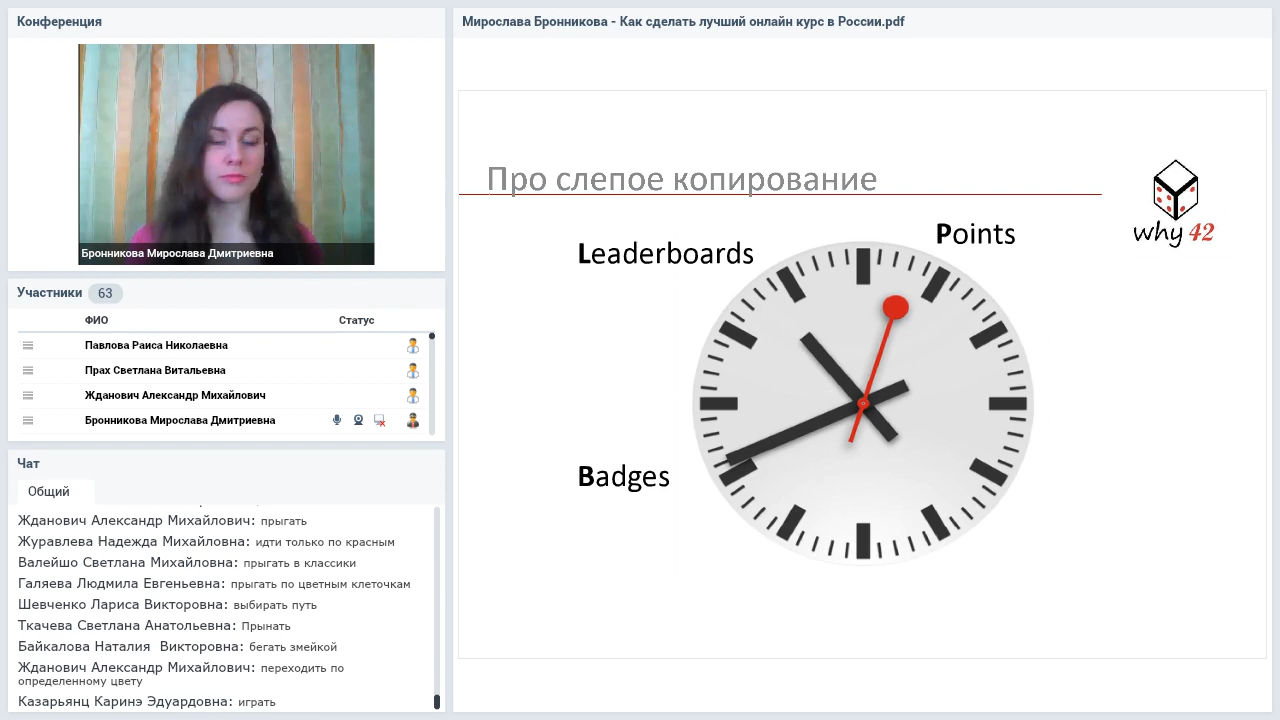 Конференция
Бронникова Мирослава Дмитриевна
Участники 63
ФИО Статус
Павлова Раиса Николаевна
Прах Светлана Витальевна
Жданович Александр Михайлович
Бронникова Мирослава Дмитриевна
Чат
Общий
Жданович Александр Михайлович: прыгать
Журавлева Надежда Михайловна: идти только по красным
Валейшо Светлана Михайловна: прыгать в классики
Галяева Людмила Евгеньевна: прыгать по цветным клеточкам
Шевченко Лариса Викторовна: выбирать путь
Ткачева Светлана Анатольевна: Прынать
Байкалова Наталия Викторовна: бегать змейкой
Жданович Александр Михайлович: переходить по
определенному цвету
Казарьянц Каринэ Эдуардовна: играть
Мирослава Бронникова - Как сделать лучший онлайн курс в России.pdf
Про слепое копирование
why 42
Points
Leaderboards
Badges